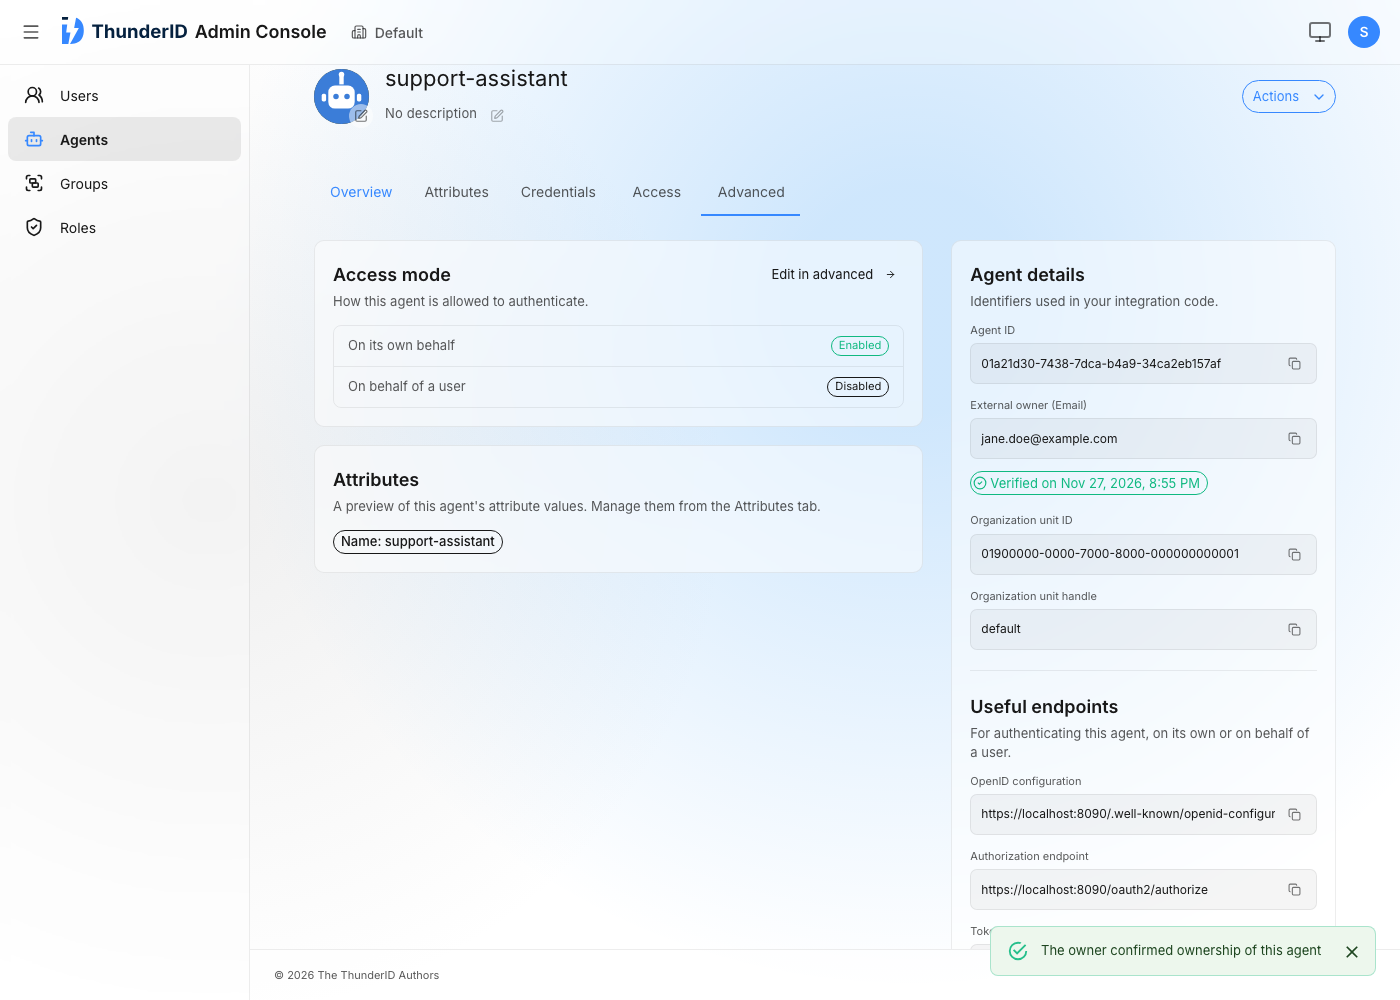 ThunderID Admin Console
Default
S
Users
Agents
Groups
Roles
support-assistant
No description
Actions
Overview
Attributes
Credentials
Access
Advanced
Access mode
Edit in advanced
How this agent is allowed to authenticate.
On its own behalf
Enabled
On behalf of a user
Disabled
Attributes
A preview of this agent's attribute values. Manage them from the Attributes tab.
Name: support-assistant
Agent details
Identifiers used in your integration code.
Agent ID
01a21d30-7438-7dca-b4a9-34ca2eb157af
External owner (Email)
jane.doe@example.com
Verified on Nov 27, 2026, 8:55 PM
Organization unit ID
01900000-0000-7000-8000-000000000001
Organization unit handle
default
Useful endpoints
For authenticating this agent, on its own or on behalf of
a user.
OpenID configuration
https://localhost:8090/.well-known/openid-configur
Authorization endpoint
https://localhost:8090/oauth2/authorize
The owner confirmed ownership of this agent
© 2026 The ThunderID Authors